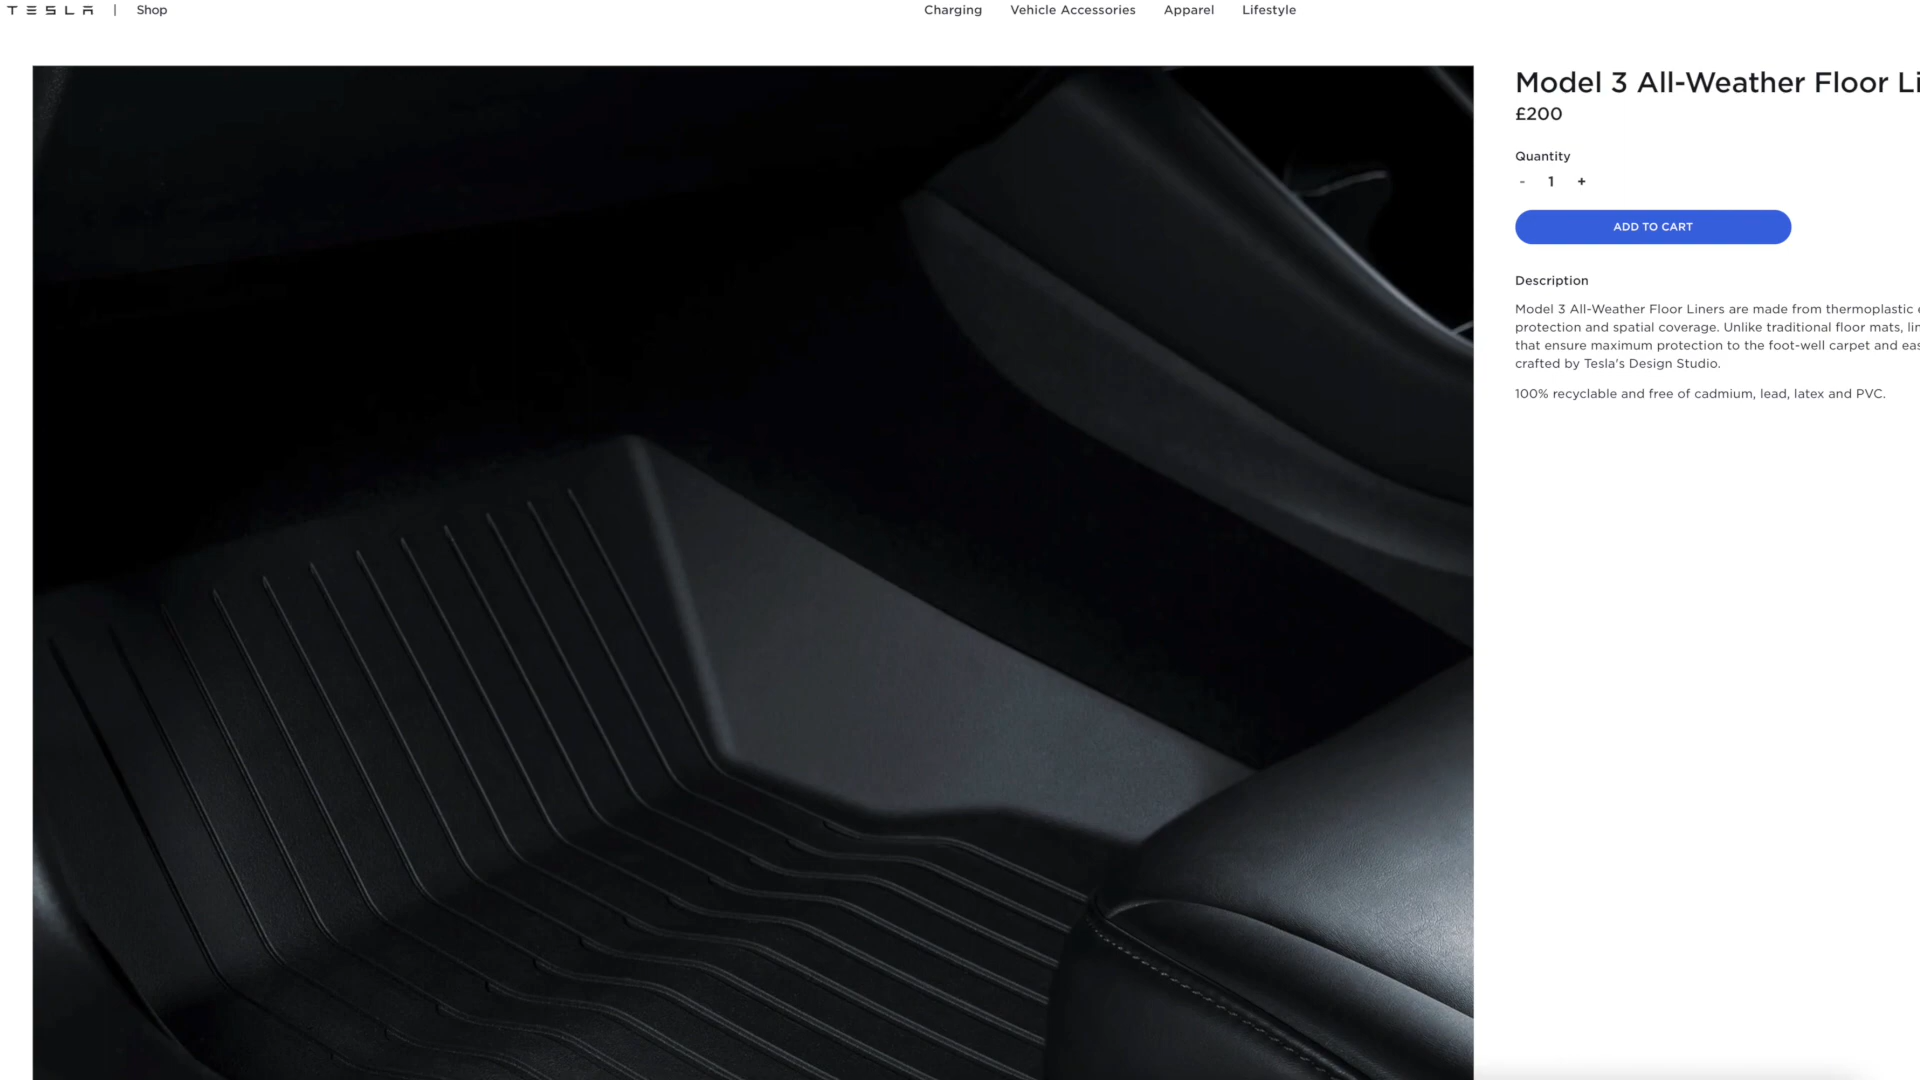 TESLA | Shop
Charging Vehicle Accessories Apparel Lifestyle
Model 3 All-Weather Floor Li
£200
Quantity
- 1 +
ADD TO CART
Description
Model 3 All-Weather Floor Liners are made from thermoplastic
protection and spatial coverage. Unlike traditional floor mats, lin
that ensure maximum protection to the foot-well carpet and eas
crafted by Tesla's Design Studio.
100% recyclable and free of cadmium, lead, latex and PVC.